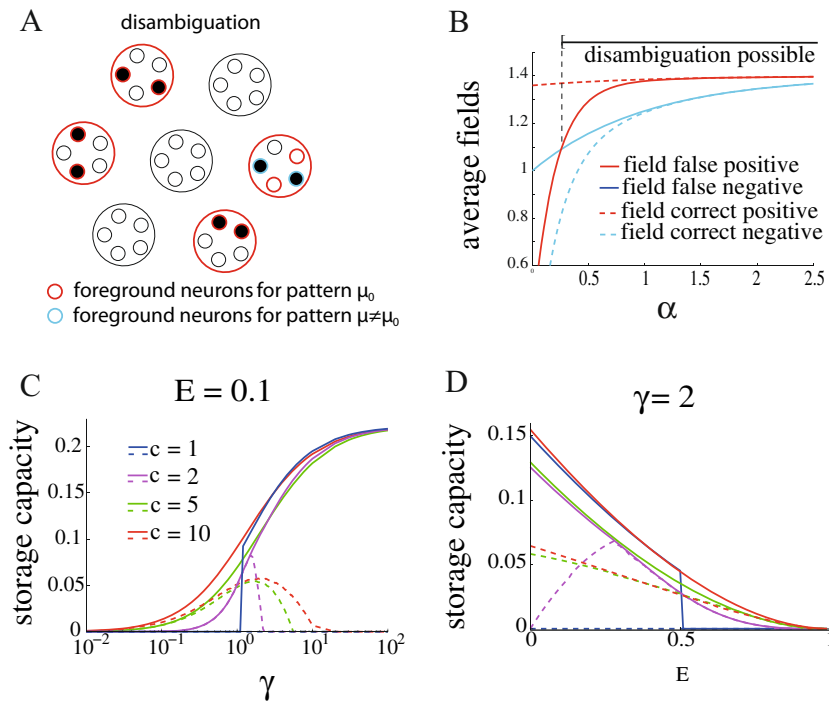 A
disambiguation
foreground neurons for pattern μ₀
foreground neurons for pattern μ≠μ₀
B
disambiguation possible
1.4
1.2
1
0.8
0.6
average fields
field false positive
field false negative
field correct positive
field correct negative
0
0.5
1
1.5
2
2.5
α
C
E = 0.1
storage capacity
0.2
0.15
0.1
0.05
0
c = 1
c = 2
c = 5
c = 10
10⁻² 10⁻¹ 10⁰ 10¹ 10²
γ
D
γ= 2
storage capacity
0.15
0.1
0.05
0
0 0.5 1
E